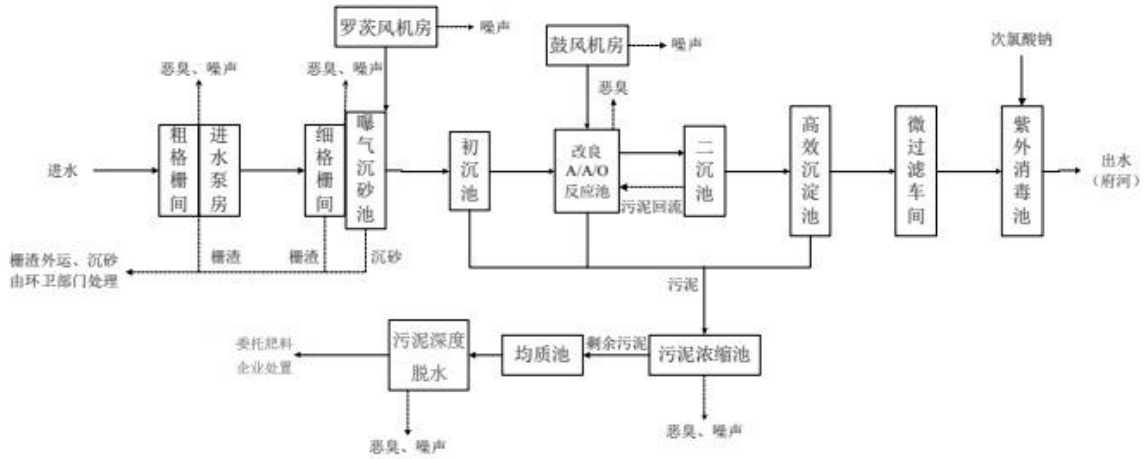 罗茨风机房
噪声
鼓风机房
噪声
次氯酸钠
恶臭、噪声
恶臭、噪声
恶臭
进水
粗格栅间
进水泵房
细格栅间
曝气沉砂池
初沉池
改良
A/A/O
反应池
二沉池
高效沉淀池
微过滤车间
紫外消毒池
出水
(府河)
污泥回流
栅渣外运、沉砂
由环卫部门处理
栅渣
栅渣
沉砂
污泥
委托肥料
企业处置
污泥深度
脱水
均质池
剩余污泥
污泥浓缩池
恶臭、噪声
恶臭、噪声